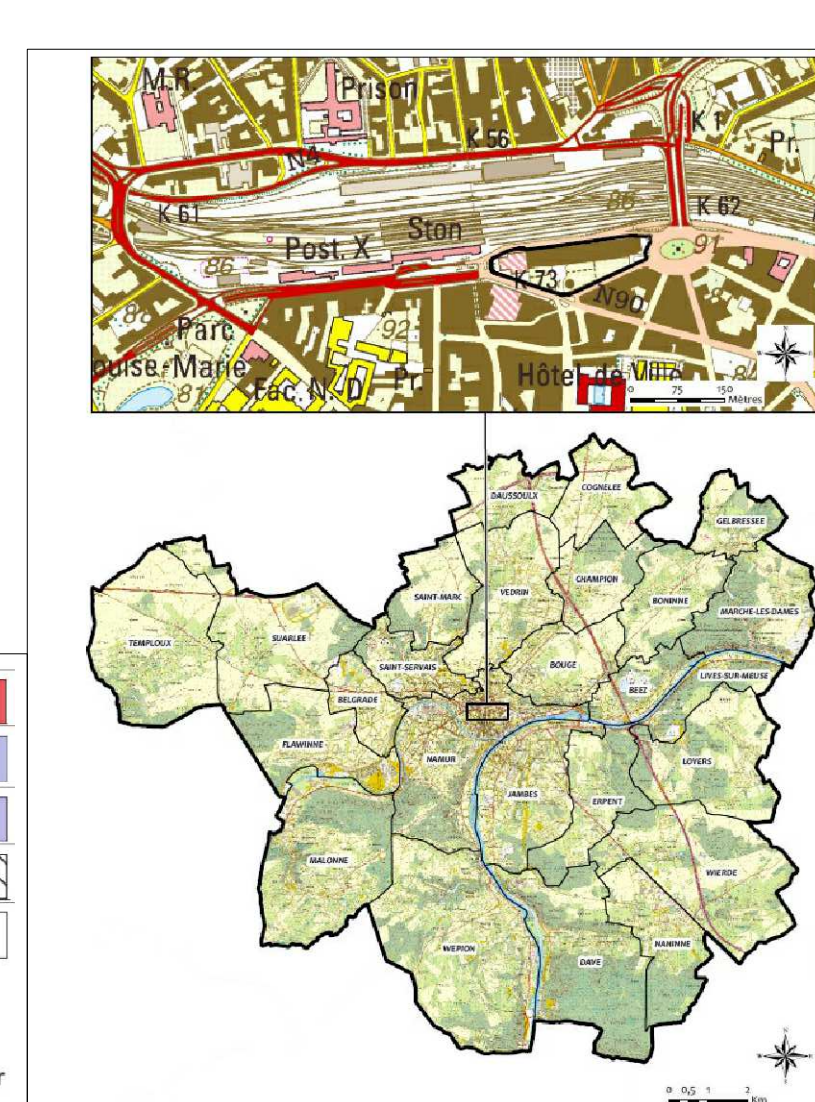 M.R.
Prison
N4
K 56
K 1
Pr.
K 61
86
K 62
Ston
Post. X
86
91
K 73
N90
92
Parc
ouise-Marie
81
Fac. N. D
Pr.
Hôtel de Ville
0 75 150
Mètres
DAUSSOULX
COGNELEE
GELBRESSEE
SAINT-MARC
VEDRIN
CHAMPION
BONINNE
MARCHE-LES-DAMES
TEMPLOUX
SUARLEE
SAINT-SERVAIS
BOUGE
LIVES-SUR-MEUSE
BEEZ
BELGRADE
FLAWINNE
NAMUR
LOYERS
JAMBES
ERPENT
MALONNE
WIERDE
WEPION
NANINNE
DAVE
r
0 0,5 1 2
Km